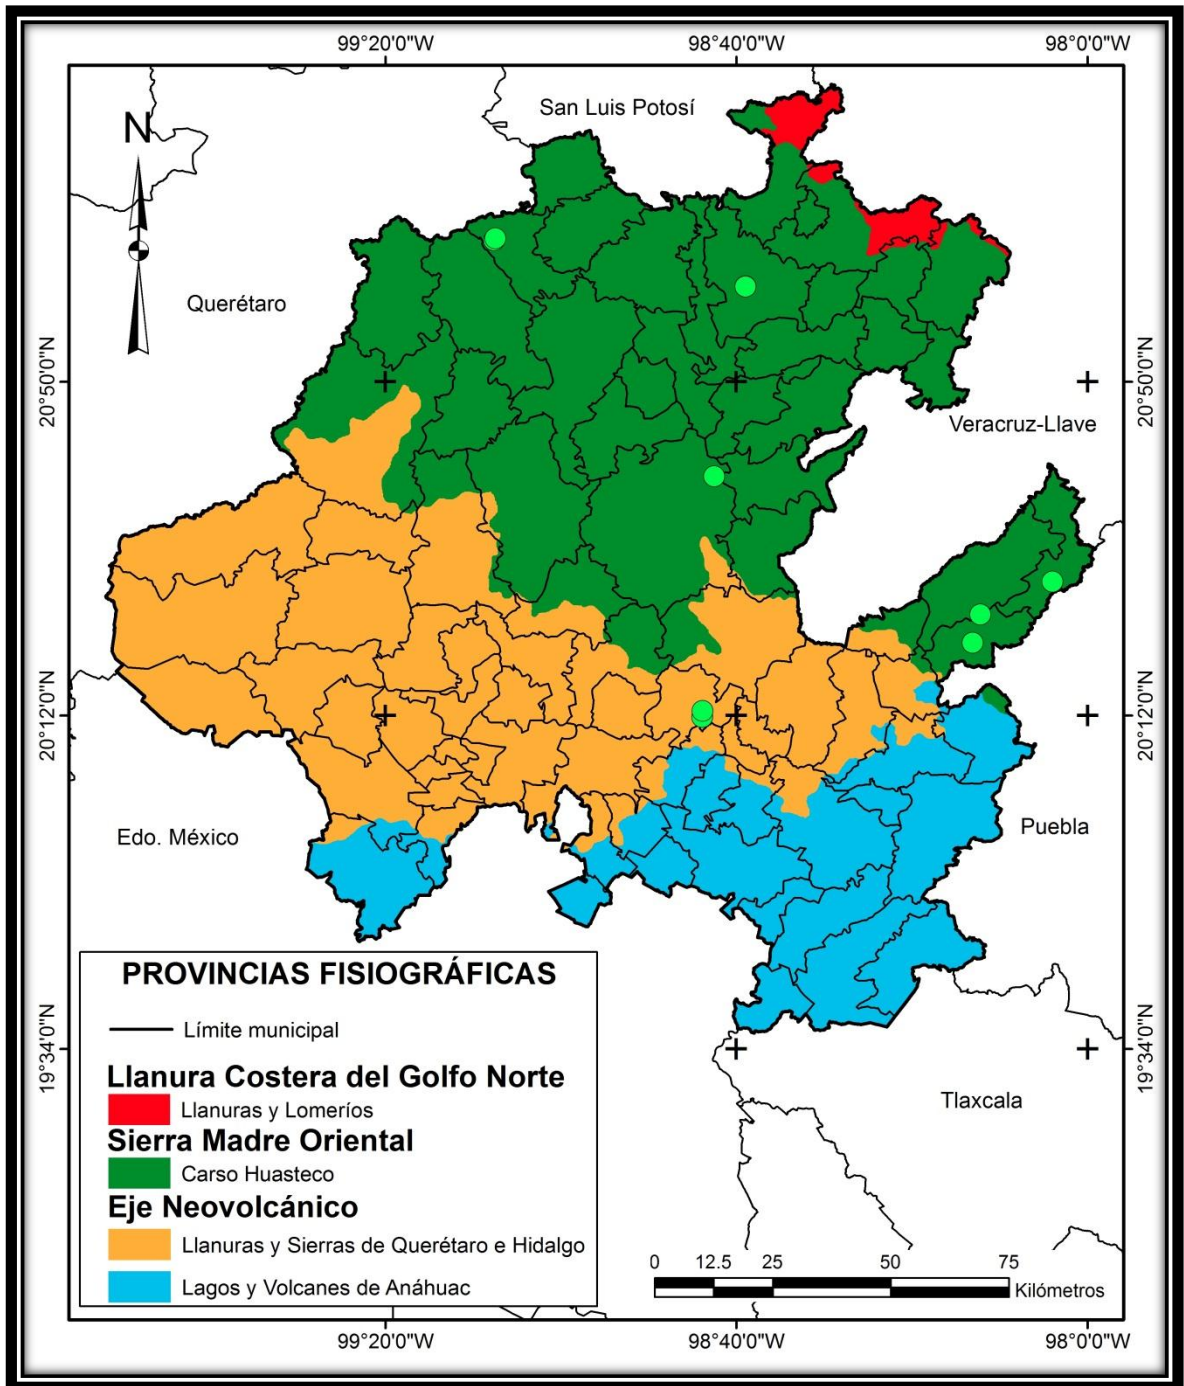 99°20'0"W 98°40'0"W 98°0'0"W
San Luis Potosí
N
Querétaro
20°50'0"N 20°50'0"N
Veracruz-Llave
20°12'0"N 20°12'0"N
Edo. México
Puebla
PROVINCIAS FISIOGRÁFICAS
Límite municipal
Llanura Costera del Golfo Norte
Llanuras y Lomeríos
Sierra Madre Oriental
Carso Huasteco
Eje Neovolcánico
Llanuras y Sierras de Querétaro e Hidalgo
Lagos y Volcanes de Anáhuac
19°34'0"N 19°34'0"N
Tlaxcala
0 12.5 25 50 75
Kilómetros
99°20'0"W 98°40'0"W 98°0'0"W